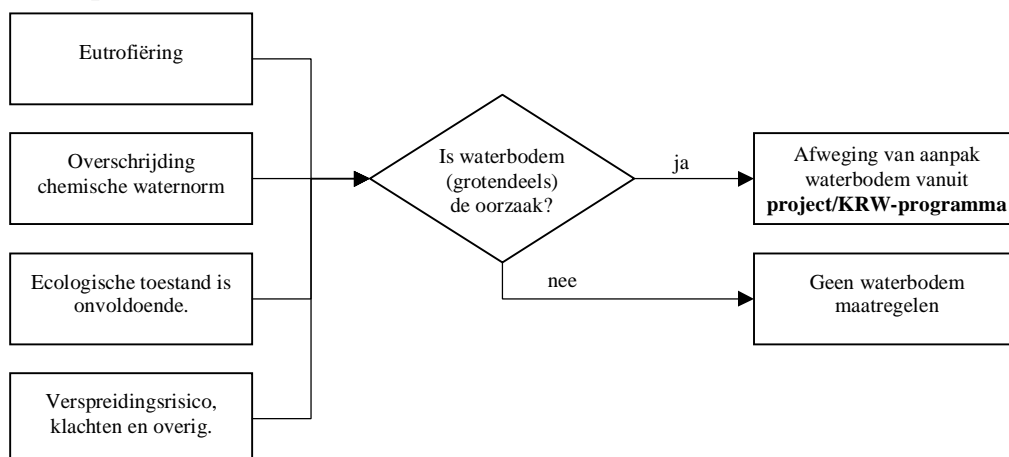 Eutrofiëring
Overschrijding
chemische waternorm
Ecologische toestand is
onvoldoende.
Verspreidingsrisico,
klachten en overig.
Is waterbodem
(grotendeels)
de oorzaak?
ja
nee
Afweging van aanpak
waterbodem vanuit
project/KRW-programma
Geen waterbodem
maatregelen